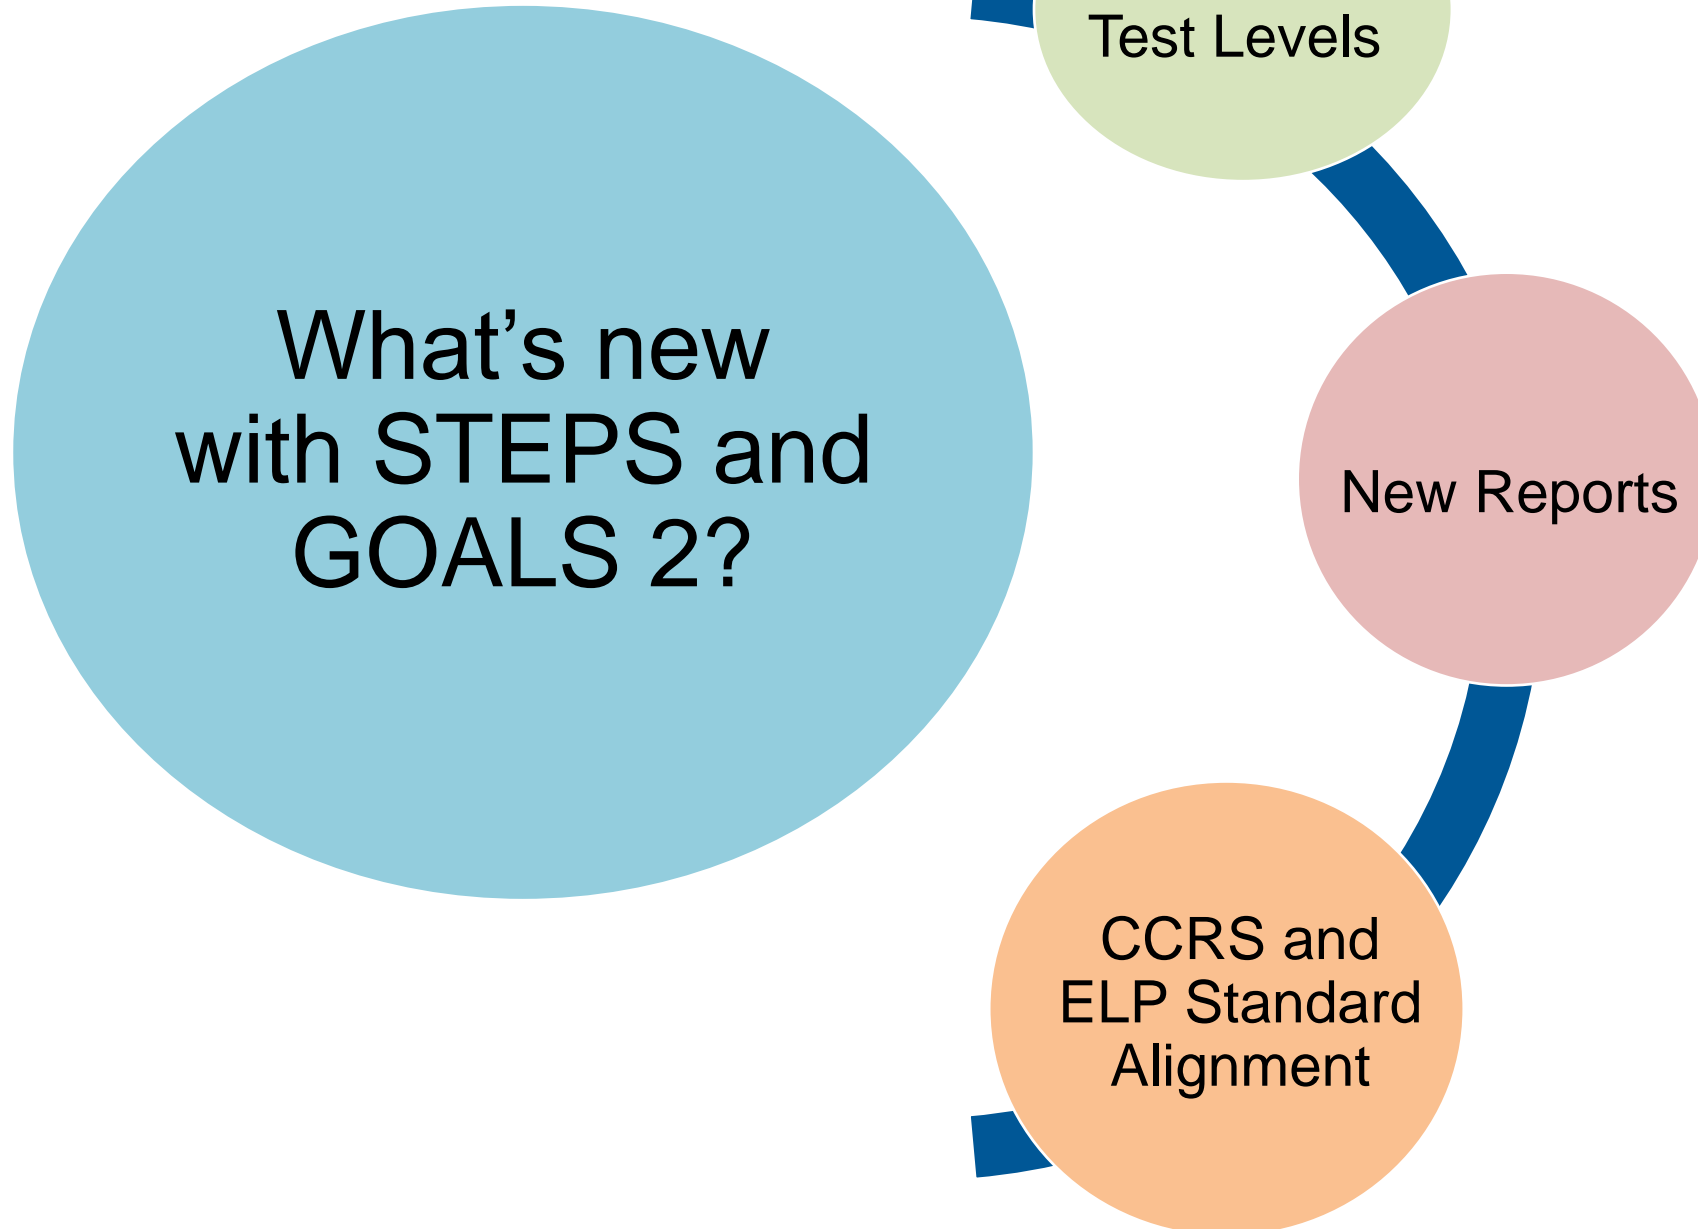 Test Levels
What’s new
with STEPS and
GOALS 2?
New Reports
CCRS and
ELP Standard
Alignment